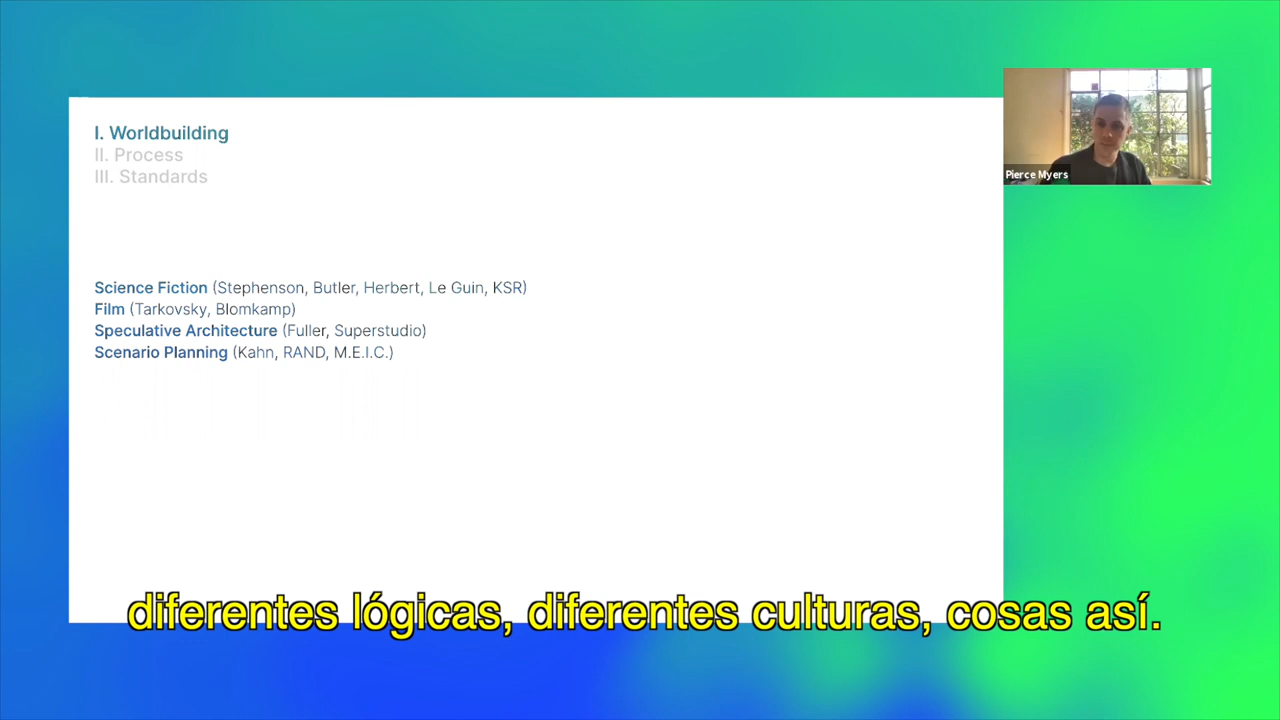 I. Worldbuilding
II. Process
III. Standards
Science Fiction (Stephenson, Butler, Herbert, Le Guin, KSR)
Film (Tarkovsky, Blomkamp)
Speculative Architecture (Fuller, Superstudio)
Scenario Planning (Kahn, RAND, M.E.I.C.)
Pierce Myers
diferentes lógicas, diferentes culturas, cosas así.